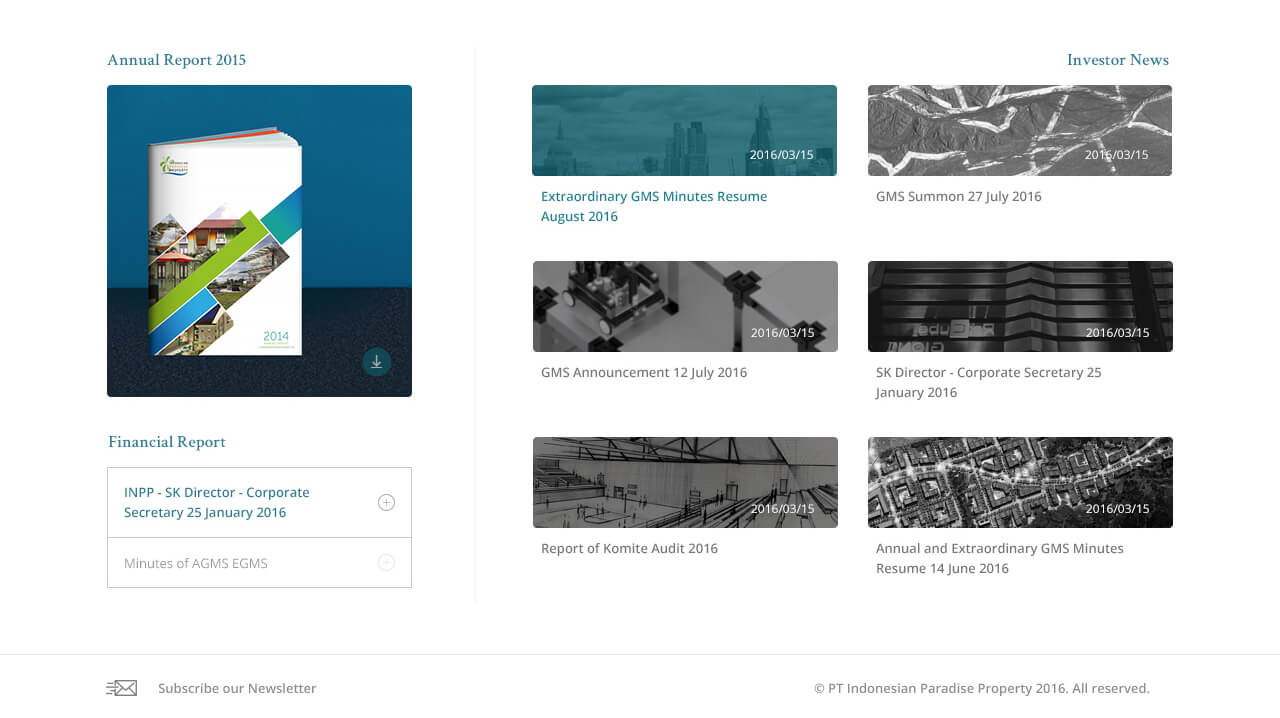 Annual Report 2015
2014
Financial Report
INPP - SK Director - Corporate
Secretary 25 January 2016
Minutes of AGMS EGMS
Investor News
2016/03/15
Extraordinary GMS Minutes Resume
August 2016
2016/03/15
GMS Summon 27 July 2016
2016/03/15
GMS Announcement 12 July 2016
2016/03/15
SK Director - Corporate Secretary 25
January 2016
2016/03/15
Report of Komite Audit 2016
2016/03/15
Annual and Extraordinary GMS Minutes
Resume 14 June 2016
Subscribe our Newsletter
© PT Indonesian Paradise Property 2016. All reserved.